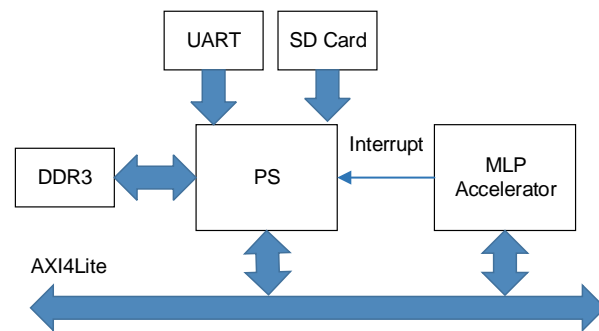 UART
SD Card
Interrupt
DDR3
PS
MLP
Accelerator
AXI4Lite